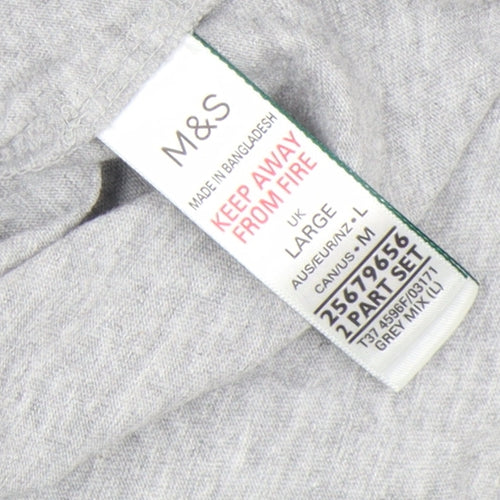 M&S
MADE IN BANGLADESH
KEEP AWAY
FROM FIRE
UK
LARGE
AUS/EUR/NZ • L
CAN/US • M
25679656
2 PART SET
T37 4596F/03171
GREY MIX (L)